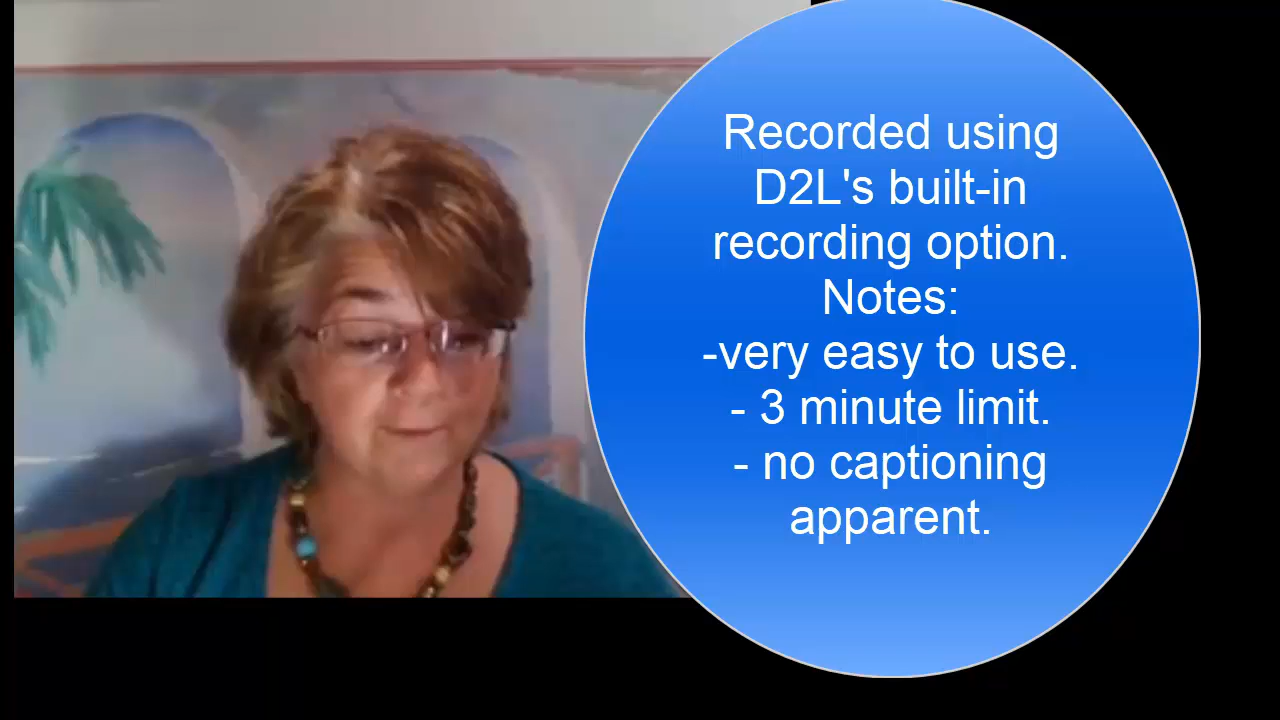 Recorded using
D2L's built-in
recording option.
Notes:
-very easy to use.
- 3 minute limit.
- no captioning
apparent.